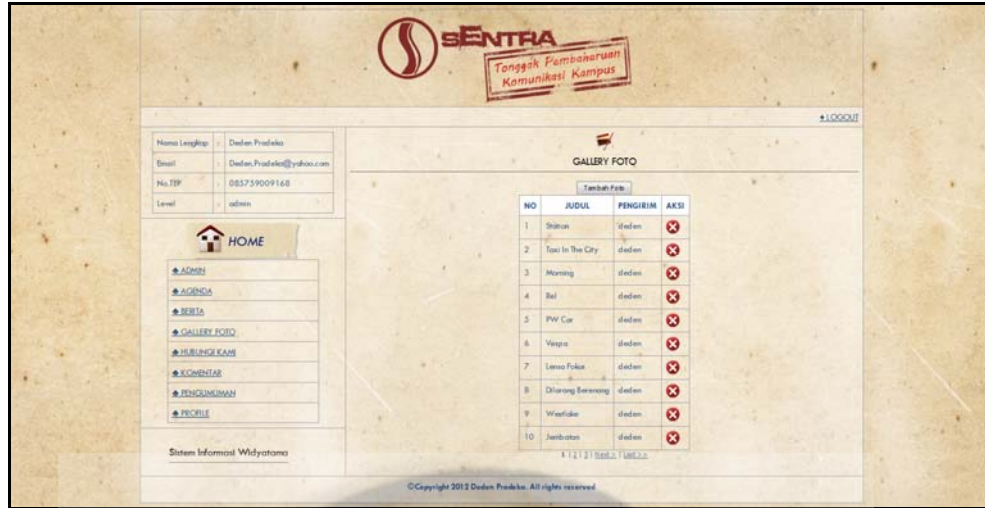 SENTRA
Tonggak Pembaharuan
Komunikasi Kampus
LOGOUT
Nama Lengkap : Deden Pradeka
Email : Deden.Pradeka@yahoo.com
No.TLP : 085759009168
Level : admin
HOME
ADMIN
AGENDA
BERITA
GALLERY FOTO
HUBUNGI KAMI
KOMENTAR
PENGUMUMAN
PROFILE
Sistem Informasi Widyatama
GALLERY FOTO
Tambah Foto
NO JUDUL PENGIRIM AKSI
1 Station deden
2 Taxi In The City deden
3 Morning deden
4 Bel deden
5 PW Car deden
6 Vespa deden
7 Lensa Fokus deden
8 Dilarang Berenang deden
9 Westlake deden
10 Jembatan deden
1 | 2 | 3 | Next > | Last >>
©Copyright 2012 Deden Pradeka. All rights reserved